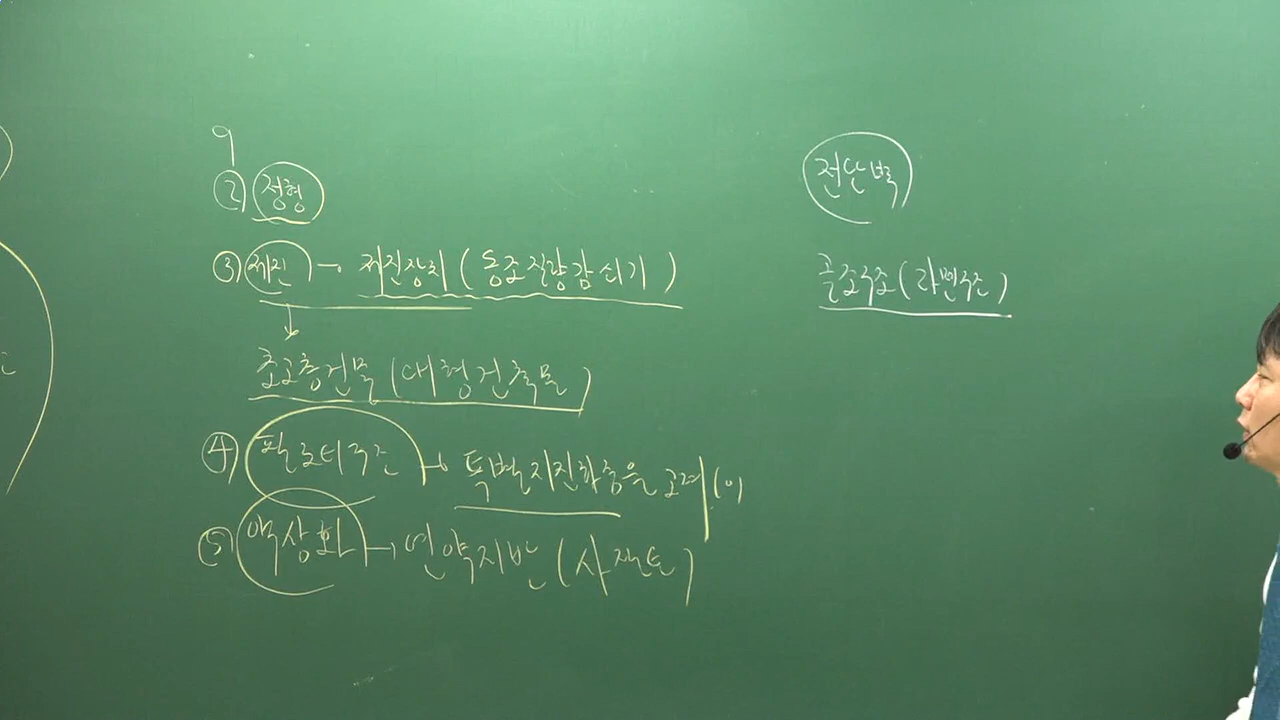 9
② 정형
③ 제진 → 제진장치 ( 동조질량감쇠기 )
↓
초고층건물 ( 대형건축물 )
④ 필로티구조 → 특별지진하중을 고려
⑤ 액상화 → 연약지반 ( 사질토 )
전단벽
골조구조 ( 라멘구조 )